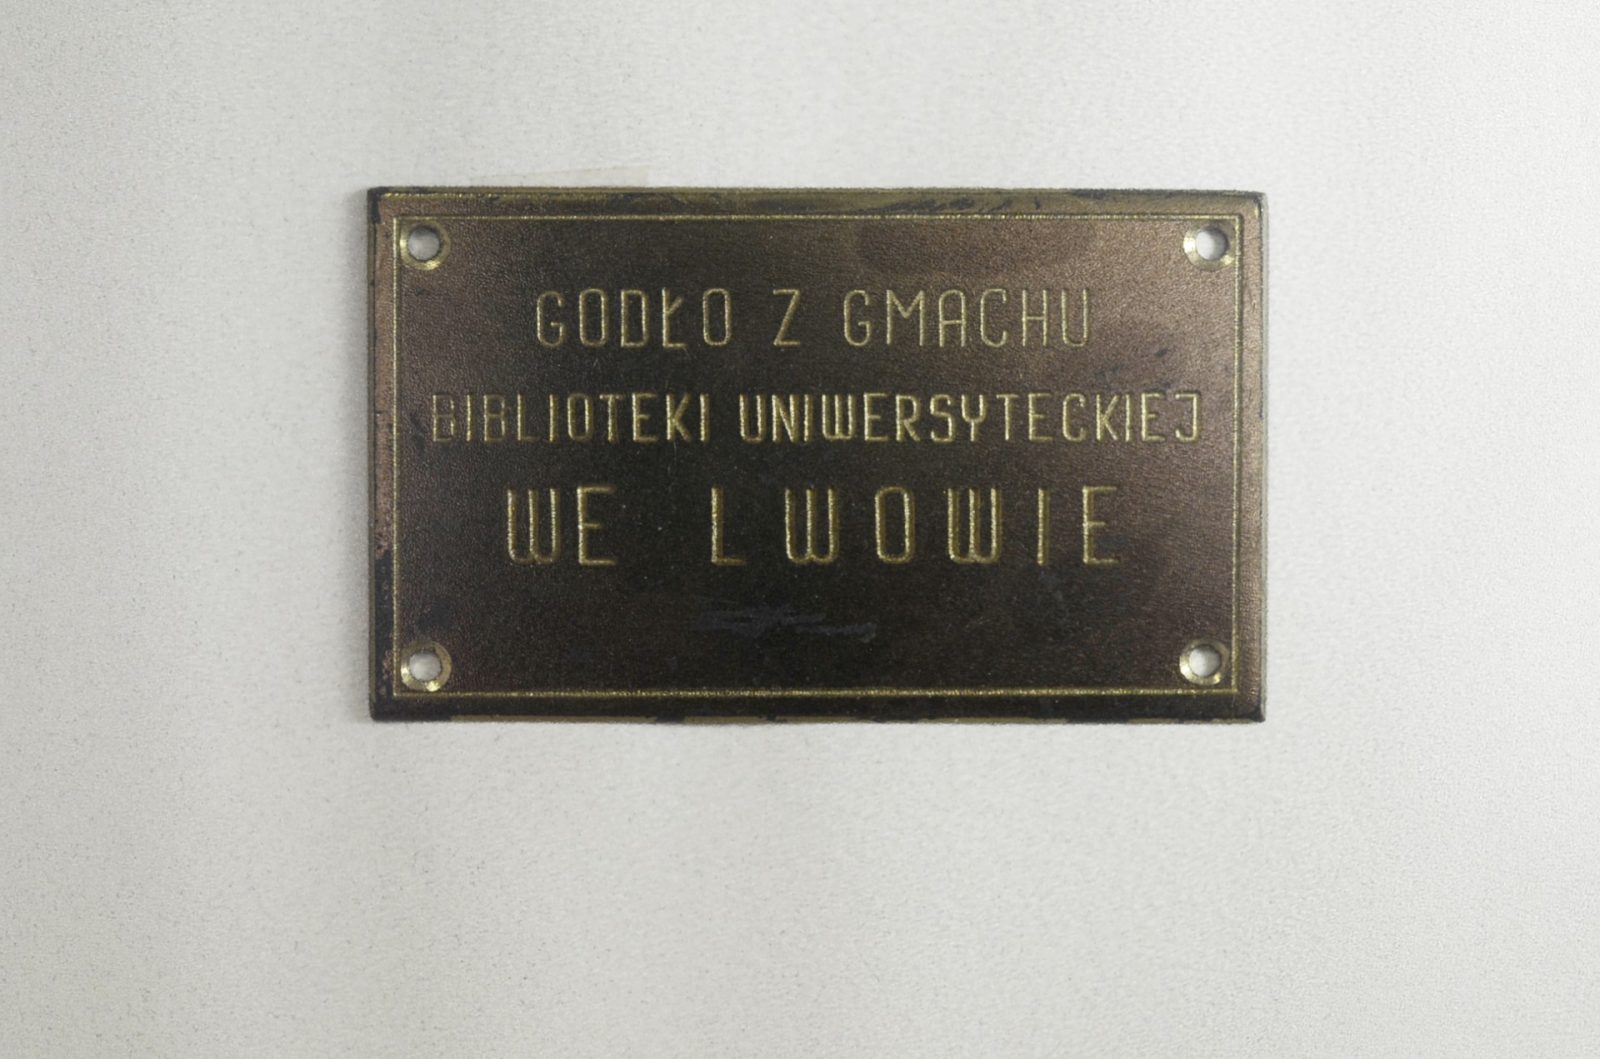 GODŁO Z GMACHU
BIBLIOTEKI UNIWERSYTECKIEJ
WE LWOWIE